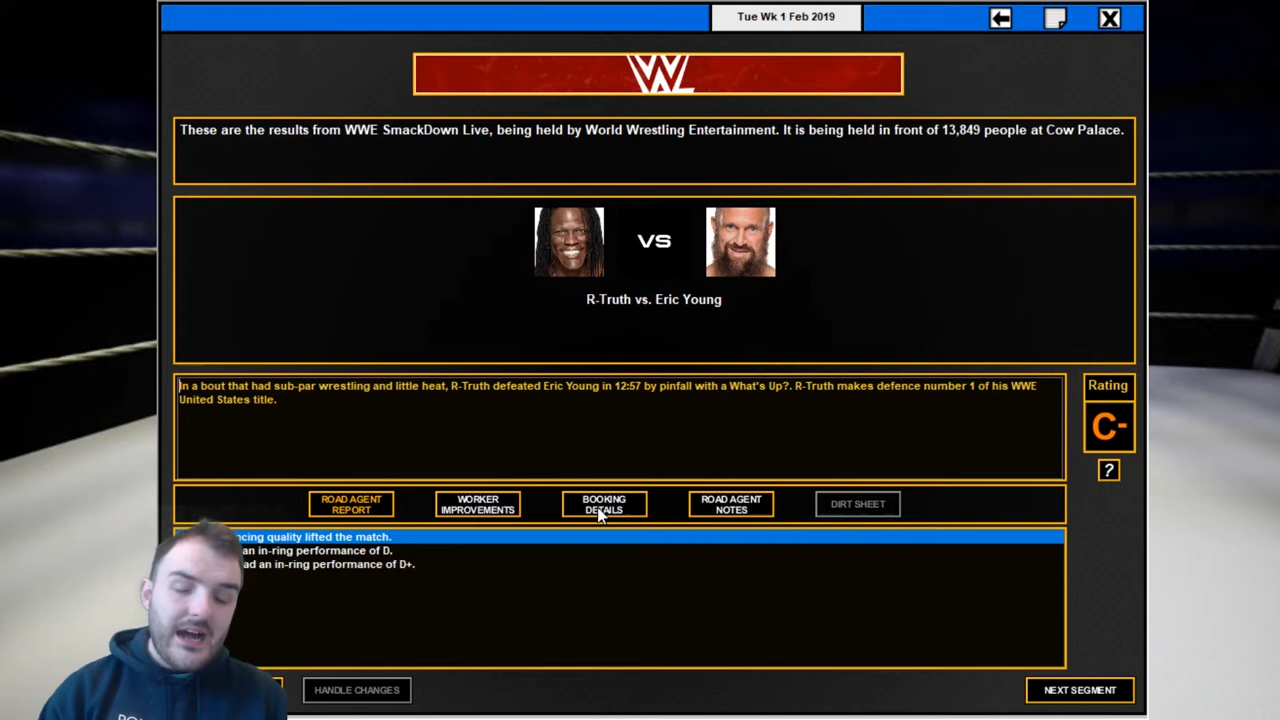 Tue Wk 1 Feb 2019
These are the results from WWE SmackDown Live, being held by World Wrestling Entertainment. It is being held in front of 13,849 people at Cow Palace.
VS
R-Truth vs. Eric Young
In a bout that had sub-par wrestling and little heat, R-Truth defeated Eric Young in 12:57 by pinfall with a What's Up?. R-Truth makes defence number 1 of his WWE
United States title.
Rating
C-
?
ROAD AGENT
REPORT
WORKER
IMPROVEMENTS
BOOKING
DETAILS
ROAD AGENT
NOTES
DIRT SHEET
quality lifted the match.
an in-ring performance of D.
an in-ring performance of D+.
HANDLE CHANGES
NEXT SEGMENT